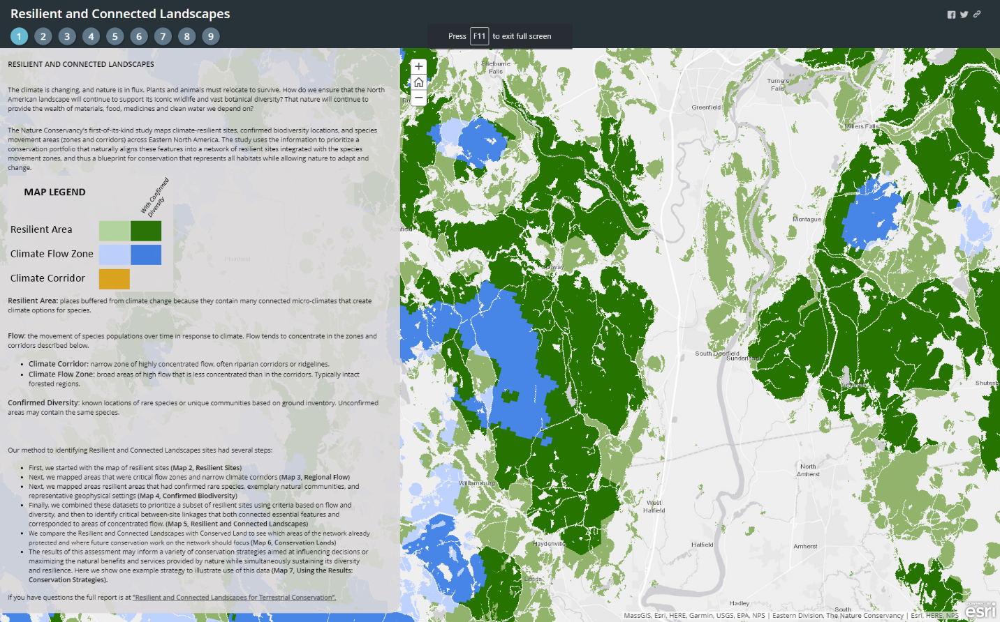 Resilient and Connected Landscapes
1 2 3 4 5 6 7 8 9
Press F11 to exit full screen
RESILIENT AND CONNECTED LANDSCAPES
The climate is changing, and nature is in flux. Plants and animals must relocate to survive. How do we ensure that the North
American landscape will continue to support its iconic wildlife and vast botanical diversity? That nature will continue to
provide the wealth of materials, food, medicines and clean water we depend on?
The Nature Conservancy's first-of-its-kind study maps climate-resilient sites, confirmed biodiversity locations, and species
movement areas (zones and corridors) across Eastern North America. The study uses the information to prioritize a
conservation portfolio that naturally aligns these features into a network of resilient sites integrated with the species
movement zones, and thus a blueprint for conservation that represents all habitats while allowing nature to adapt and
change.
MAP LEGEND
With Confirmed
Diversity
Resilient Area
Climate Flow Zone
Climate Corridor
Plainfield
Resilient Area: places buffered from climate change because they contain many connected micro-climates that create
climate options for species.
Flow: the movement of species populations over time in response to climate. Flow tends to concentrate in the zones and
corridors described below.
• Climate Corridor: narrow zone of highly concentrated flow, often riparian corridors or ridgelines.
• Climate Flow Zone: broad areas of high flow that is less concentrated than in the corridors. Typically intact
forested regions.
Confirmed Diversity: known locations of rare species or unique communities based on ground inventory. Unconfirmed
areas may contain the same species.
Our method to identifying Resilient and Connected Landscapes sites had several steps:
• First, we started with the map of resilient sites (Map 2, Resilient Sites)
• Next, we mapped areas that were critical flow zones and narrow climate corridors (Map 3, Regional Flow)
• Next, we mapped areas resilient areas that had confirmed rare species, exemplary natural communities, and
representative geophysical settings (Map 4, Confirmed Biodiversity)
• Finally, we combined these datasets to prioritize a subset of resilient sites using criteria based on flow and
diversity, and then to identify critical between-site linkages that both connected essential features and
corresponded to areas of concentrated flow. (Map 5, Resilient and Connected Landscapes)
• We compare the Resilient and Connected Landscapes with Conserved Land to see which areas of the network already
protected and where future conservation work on the network should focus (Map 6, Conservation Lands)
• The results of this assessment may inform a variety of conservation strategies aimed at influencing decisions or
maximizing the natural benefits and services provided by nature while simultaneously sustaining its diversity
and resilience. Here we show one example strategy to illustrate use of this data (Map 7, Using the Results:
Conservation Strategies).
If you have questions the full report is at "Resilient and Connected Landscapes for Terrestrial Conservation".
+
−
Shelburne
Falls
Turners
Falls
Greenfield
Millers Falls
Montague
Conway
South Deerfield
Sunderland
Shutesb
North
Amherst
Williamsburg
West
Hatfield
Haydenville
Hatfield
Amherst
Leeds
Hadley
South
MassGIS, Esri, HERE, Garmin, USGS, EPA, NPS | Eastern Division, The Nature Conservancy | Esri, HERE, NPS
POWERED BY
esri